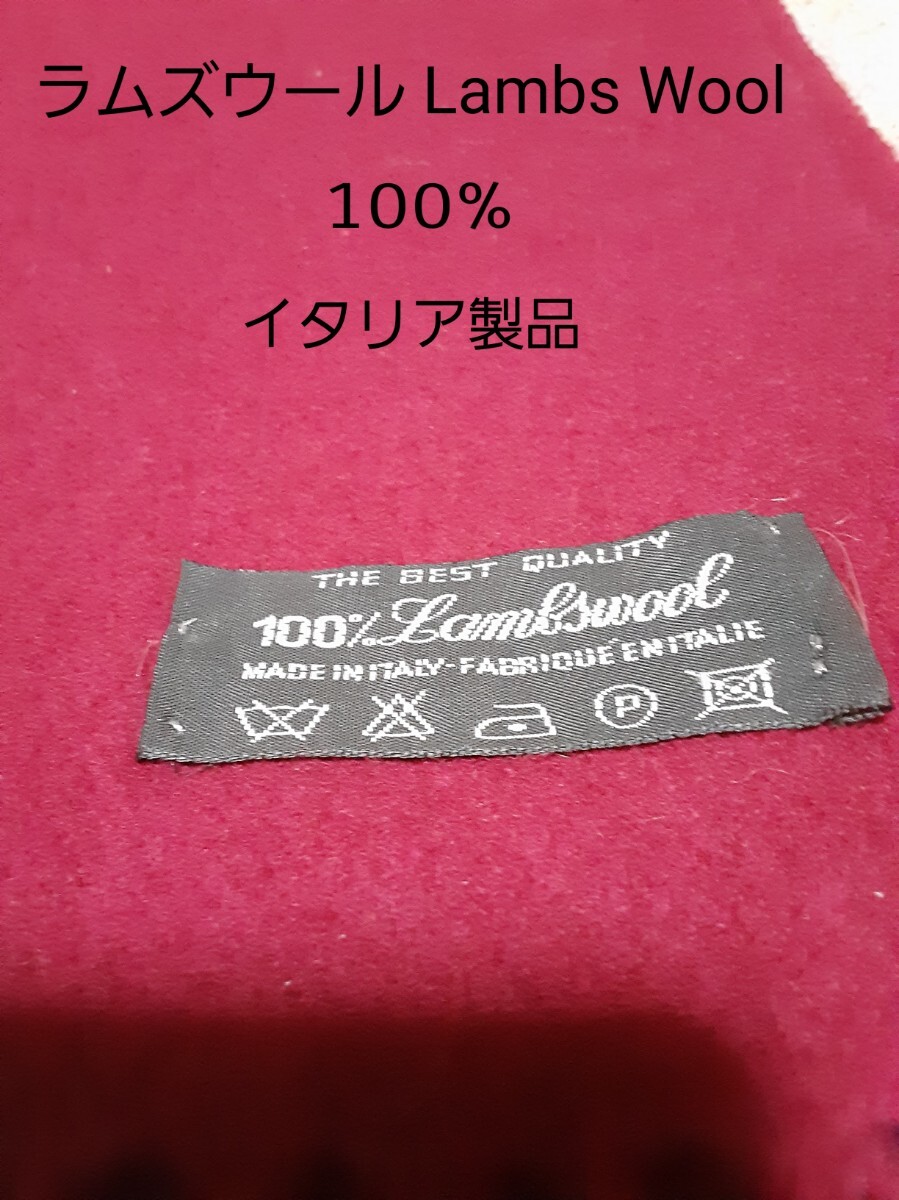 ラムズウール Lambs Wool
100%
イタリア製品
THE BEST QUALITY
100% Lambswool
MADE IN ITALY-FABRIQUE EN ITALIE
P